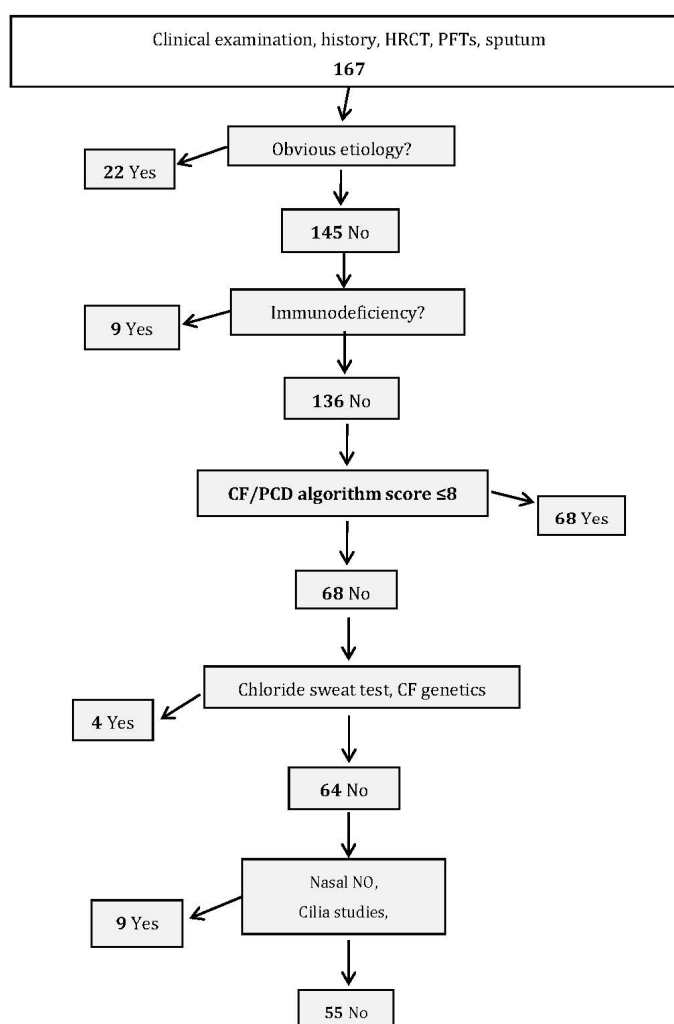 Clinical examination, history, HRCT, PFTs, sputum
167
Obvious etiology?
22 Yes
145 No
Immunodeficiency?
9 Yes
136 No
CF/PCD algorithm score ≤8
68 Yes
68 No
Chloride sweat test, CF genetics
4 Yes
64 No
Nasal NO,
Cilia studies,
9 Yes
55 No